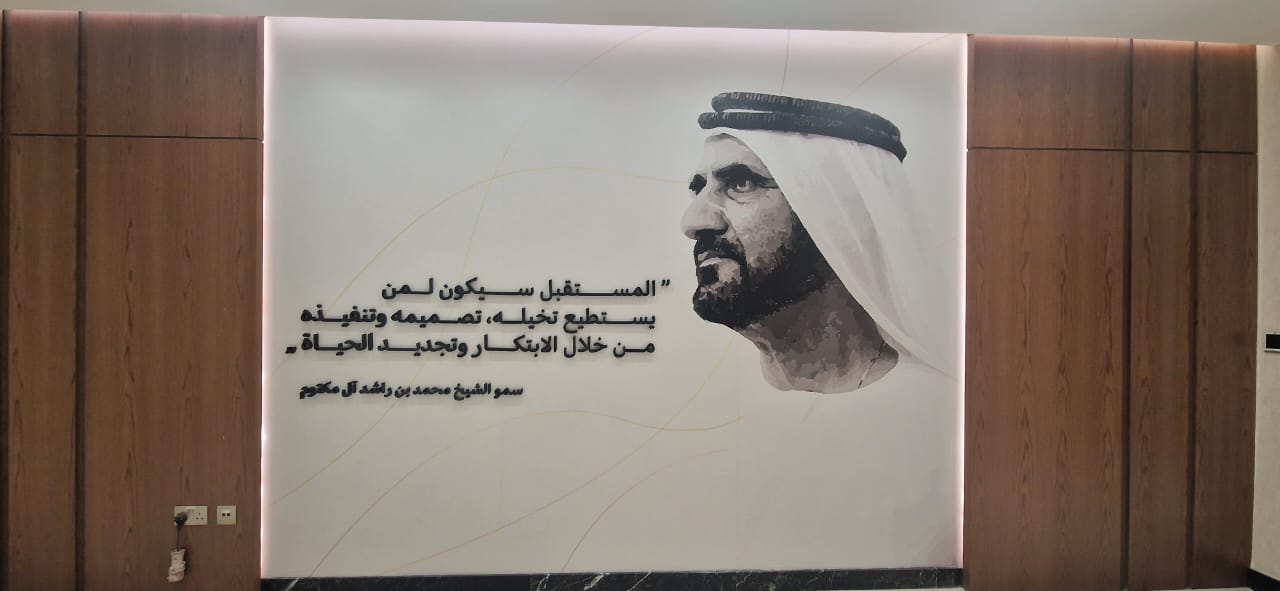 ” المستقبل سيكون لمن
يستطيع تخيله، تصميمه وتنفيذه
من خلال الابتكار وتجديد الحياة „
سمو الشيخ محمد بن راشد آل مكتوم